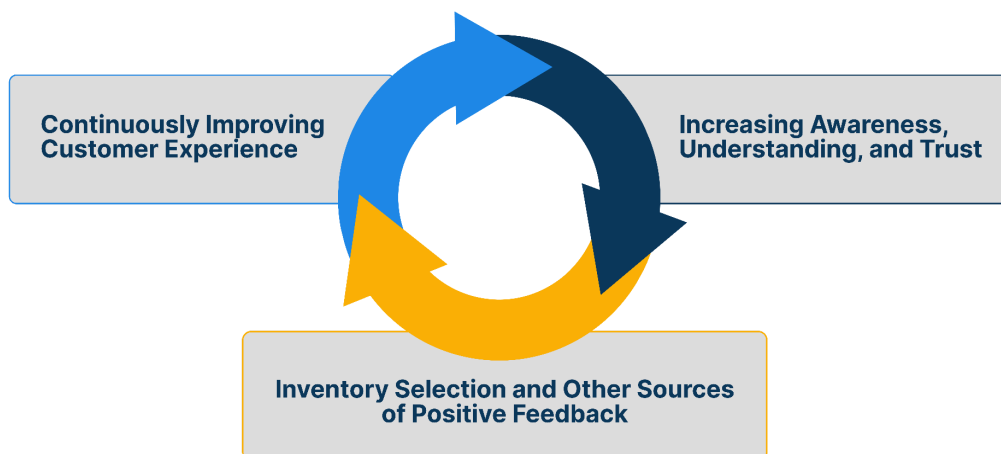 Continuously Improving
Customer Experience
Increasing Awareness,
Understanding, and Trust
Inventory Selection and Other Sources
of Positive Feedback